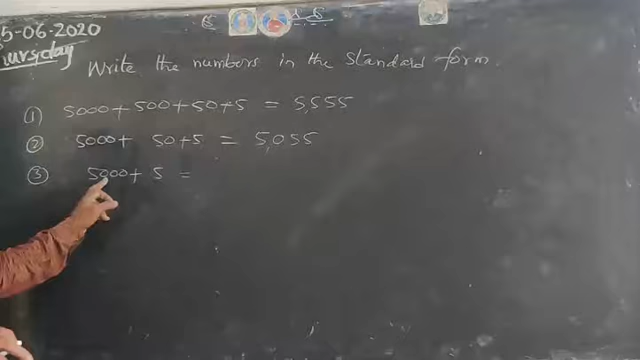 5-06-2020
ursday
Write the numbers in the Standard form.
① 5000+500+50+5 = 5,555
② 5000+ 50+5 = 5,055
③ 5000+ 5 =